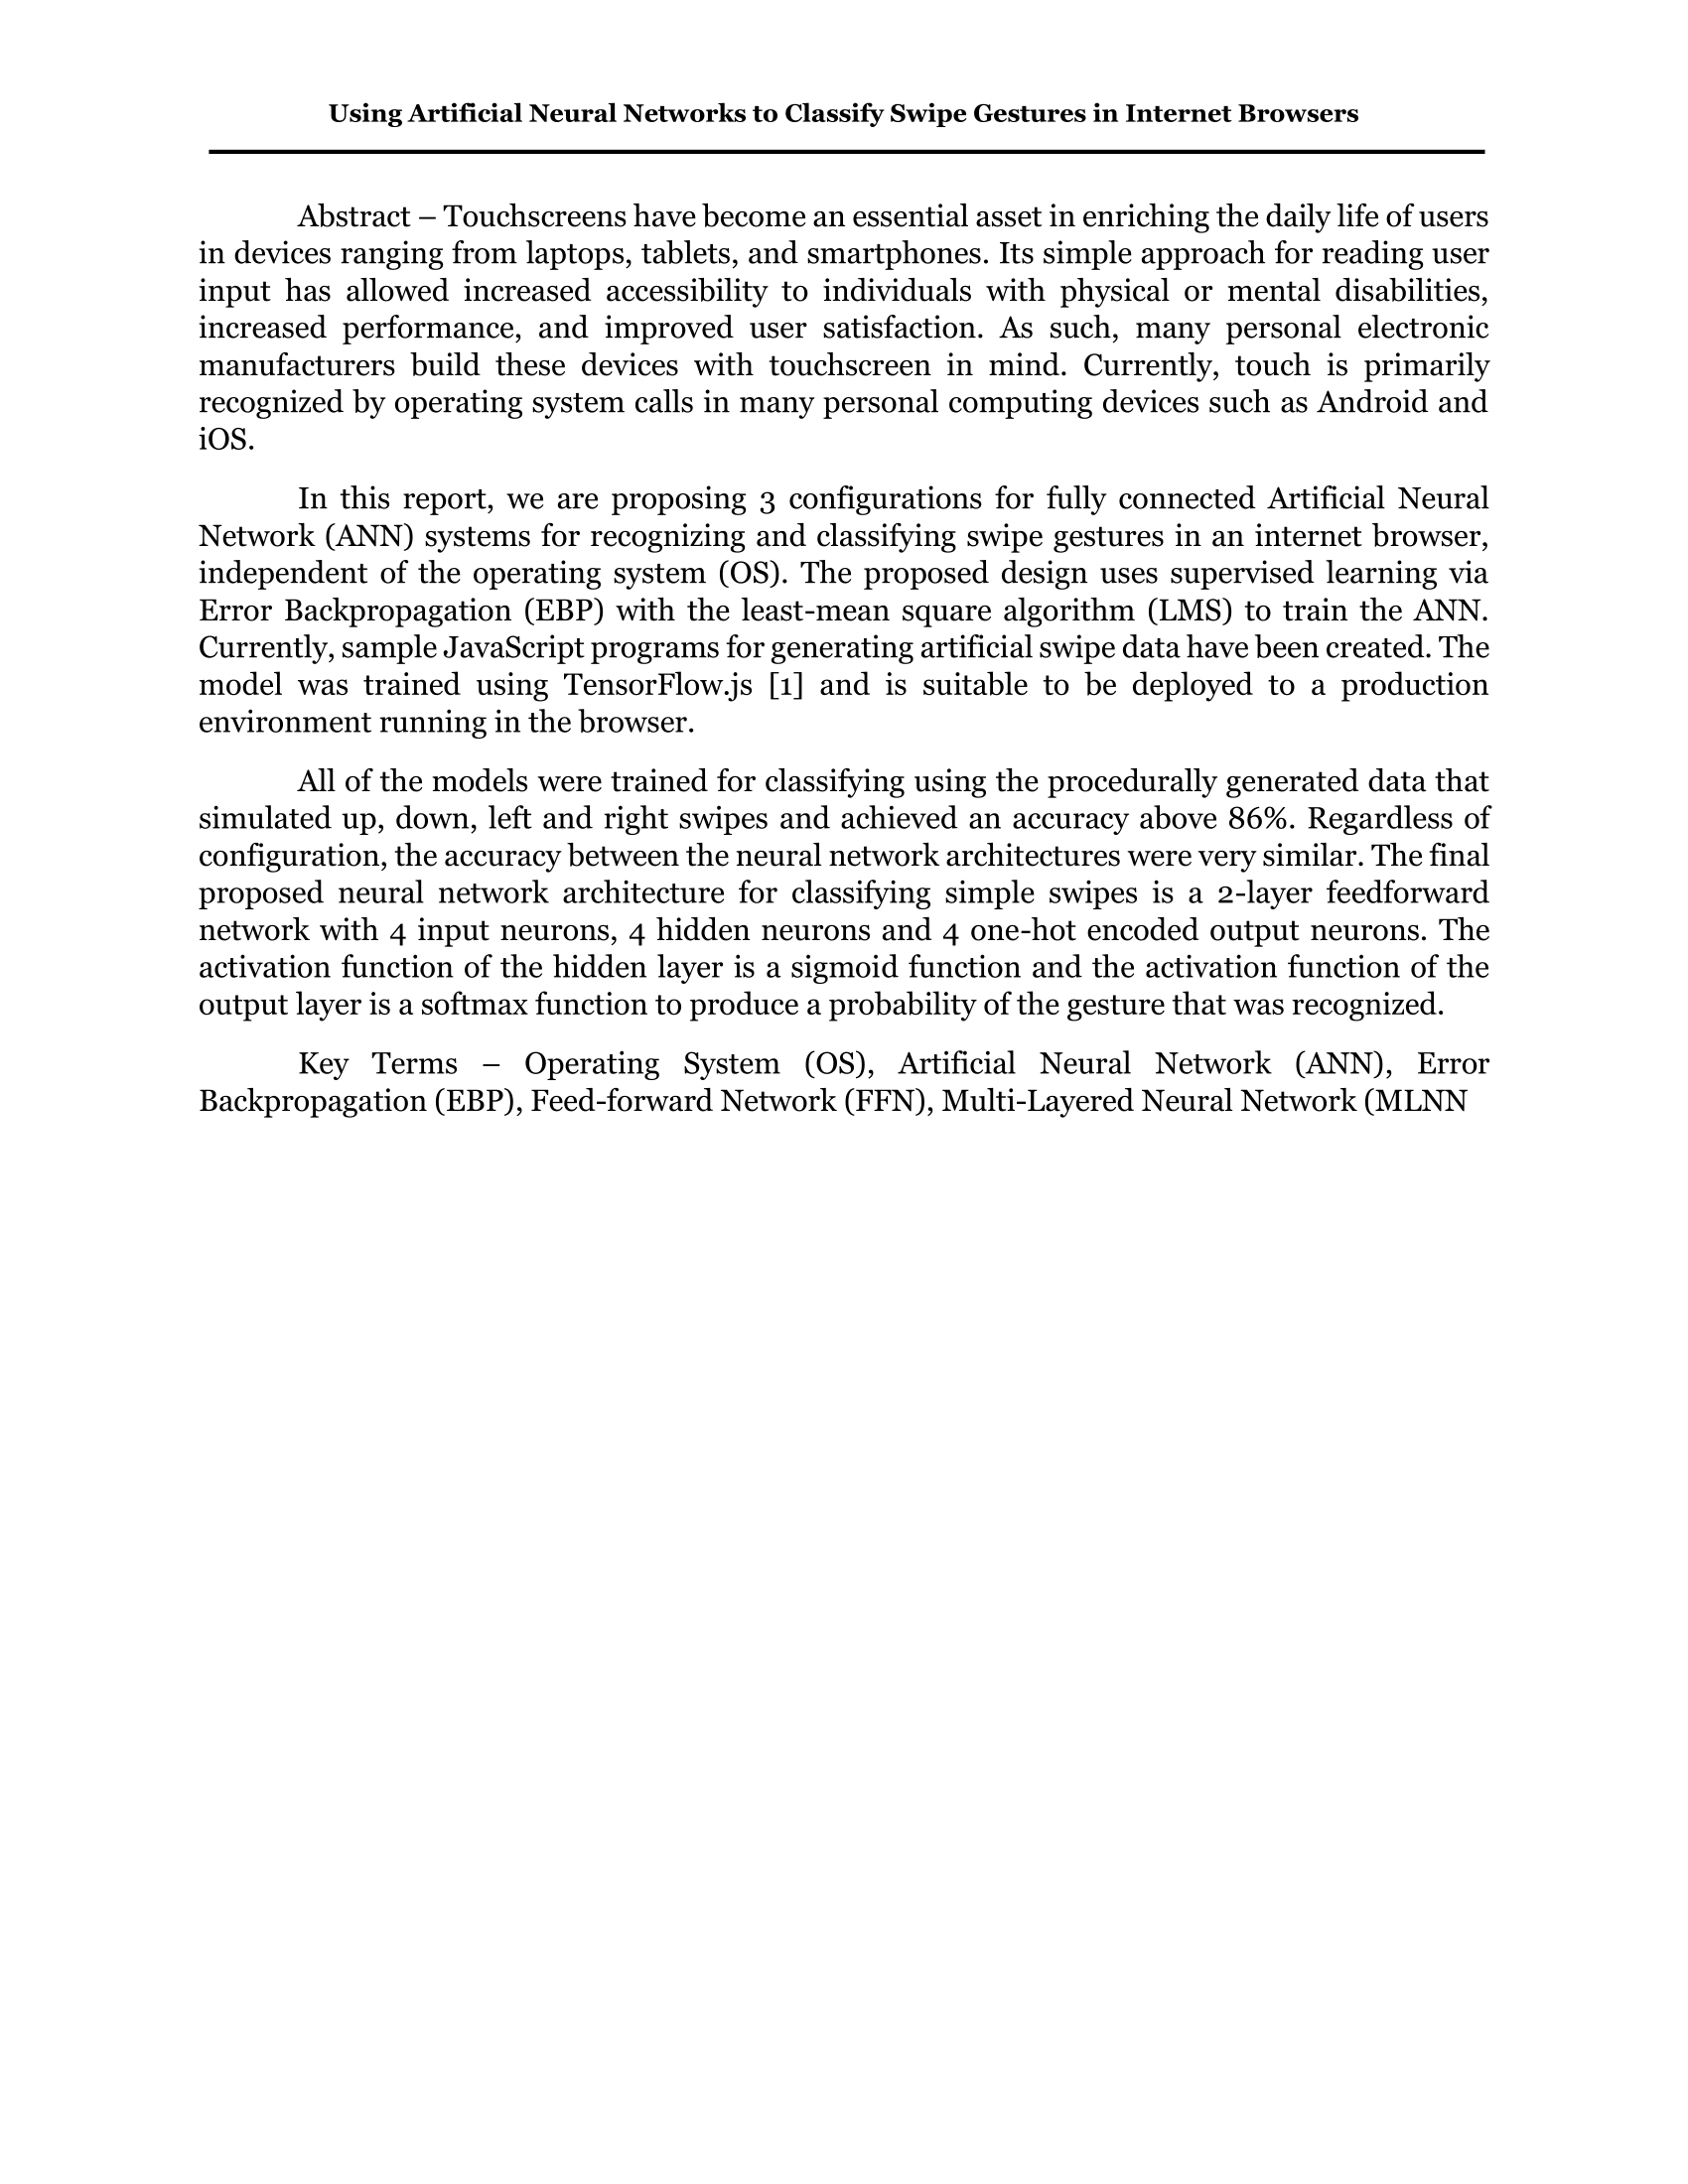 Using Artificial Neural Networks to Classify Swipe Gestures in Internet Browsers
Abstract – Touchscreens have become an essential asset in enriching the daily life of users
in devices ranging from laptops, tablets, and smartphones. Its simple approach for reading user
input has allowed increased accessibility to individuals with physical or mental disabilities,
increased performance, and improved user satisfaction. As such, many personal electronic
manufacturers build these devices with touchscreen in mind. Currently, touch is primarily
recognized by operating system calls in many personal computing devices such as Android and
iOS.
In this report, we are proposing 3 configurations for fully connected Artificial Neural
Network (ANN) systems for recognizing and classifying swipe gestures in an internet browser,
independent of the operating system (OS). The proposed design uses supervised learning via
Error Backpropagation (EBP) with the least-mean square algorithm (LMS) to train the ANN.
Currently, sample JavaScript programs for generating artificial swipe data have been created. The
model was trained using TensorFlow.js [1] and is suitable to be deployed to a production
environment running in the browser.
All of the models were trained for classifying using the procedurally generated data that
simulated up, down, left and right swipes and achieved an accuracy above 86%. Regardless of
configuration, the accuracy between the neural network architectures were very similar. The final
proposed neural network architecture for classifying simple swipes is a 2-layer feedforward
network with 4 input neurons, 4 hidden neurons and 4 one-hot encoded output neurons. The
activation function of the hidden layer is a sigmoid function and the activation function of the
output layer is a softmax function to produce a probability of the gesture that was recognized.
Key Terms – Operating System (OS), Artificial Neural Network (ANN), Error
Backpropagation (EBP), Feed-forward Network (FFN), Multi-Layered Neural Network (MLNN